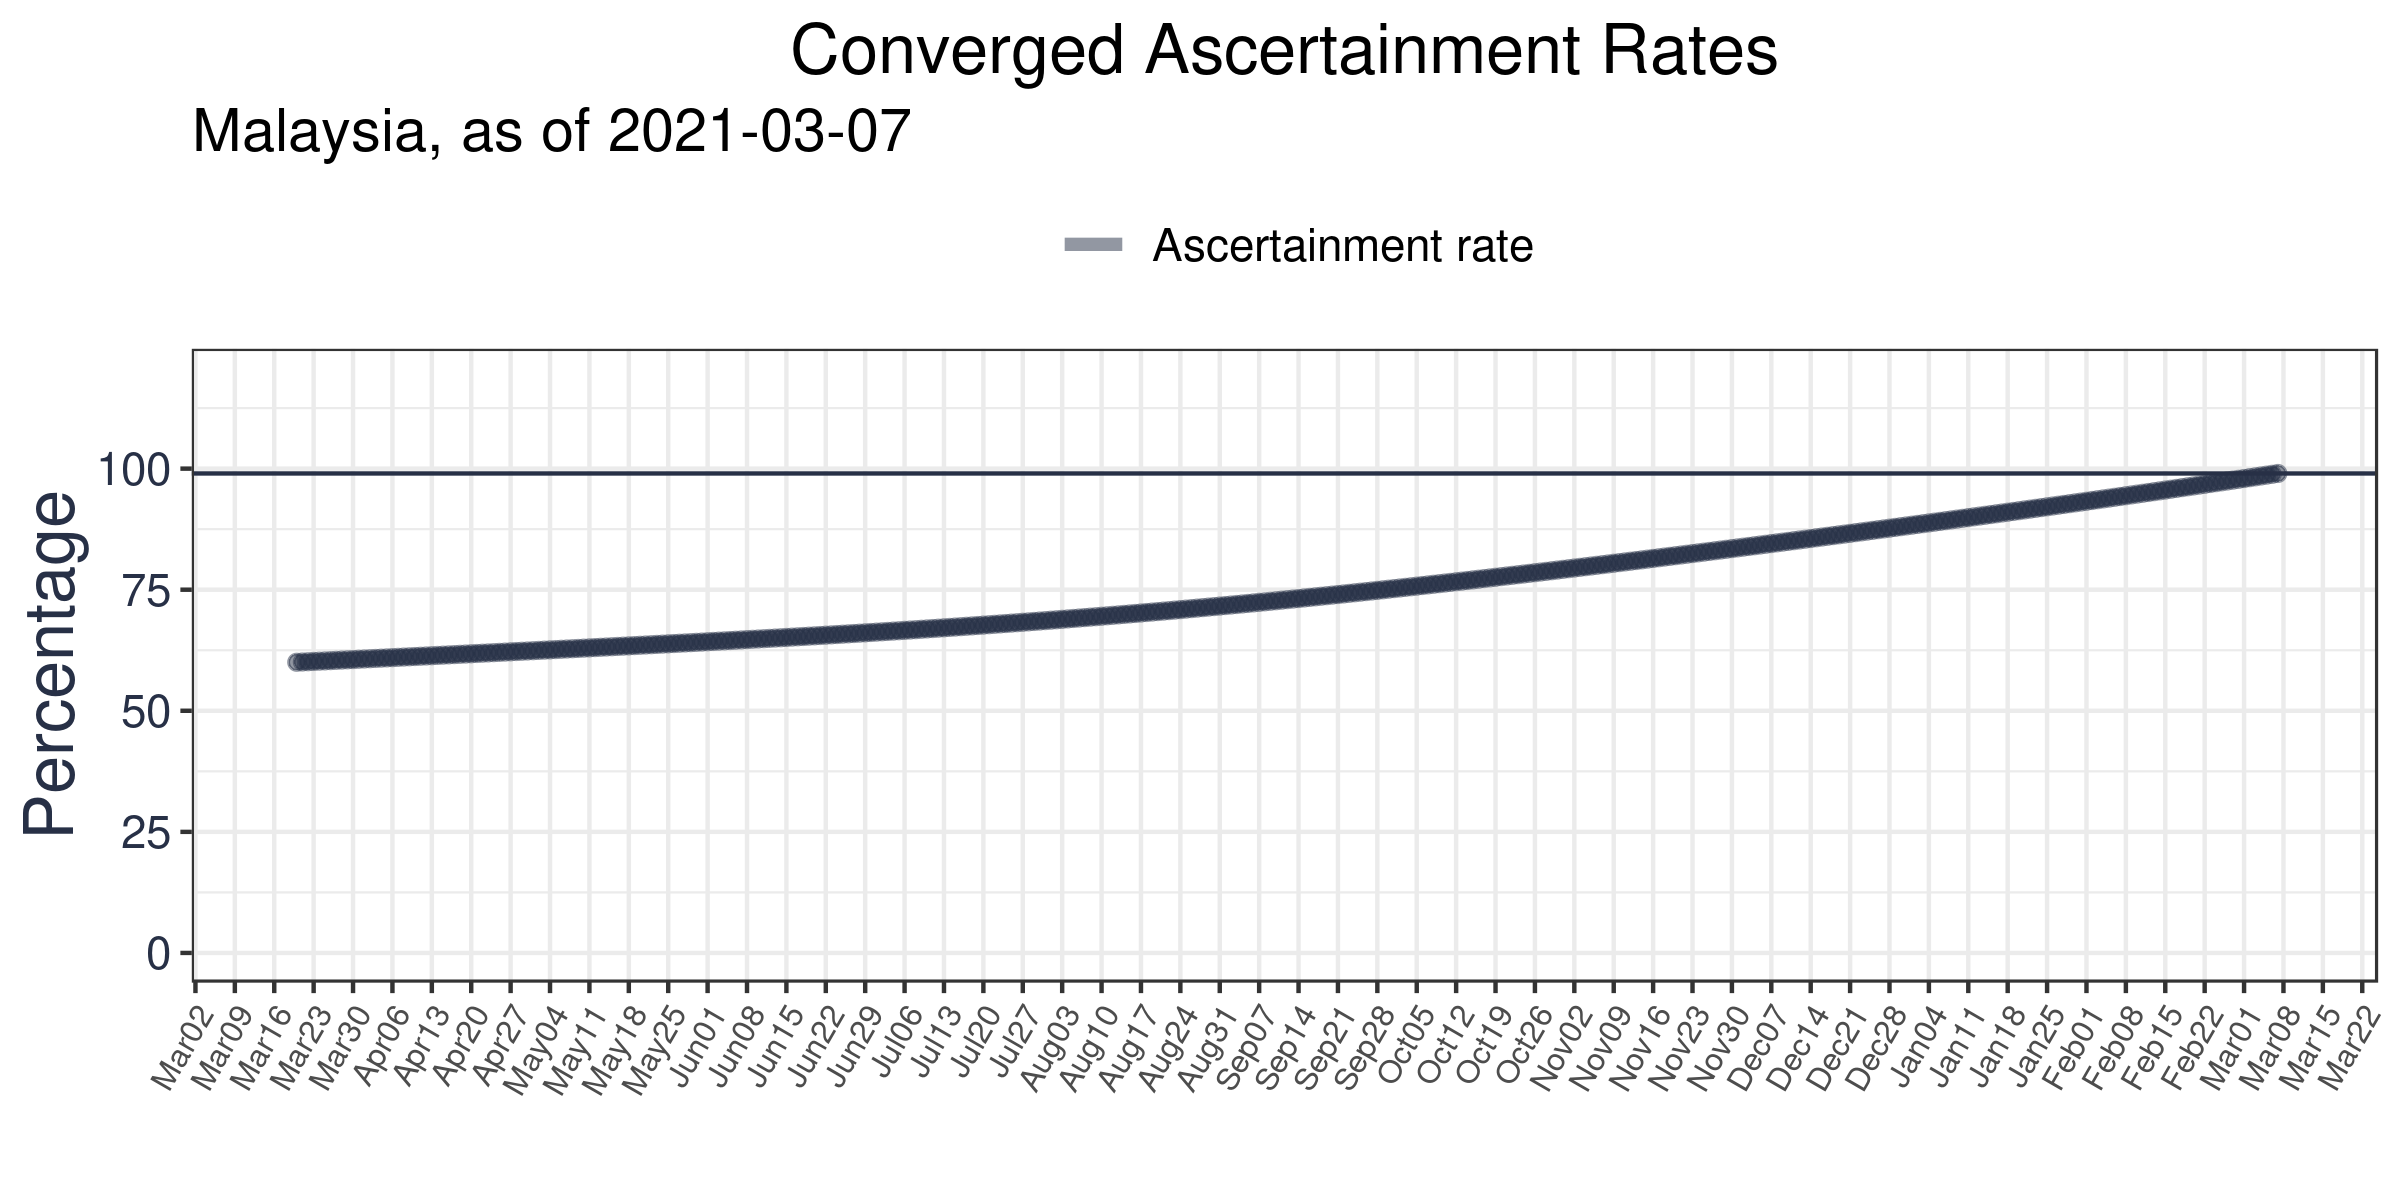 Converged Ascertainment Rates
Malaysia, as of 2021-03-07
Ascertainment rate
Percentage
100
75
50
25
0
Mar02
Mar09
Mar16
Mar23
Mar30
Apr06
Apr13
Apr20
Apr27
May04
May11
May18
May25
Jun01
Jun08
Jun15
Jun22
Jun29
Jul06
Jul13
Jul20
Jul27
Aug03
Aug10
Aug17
Aug24
Aug31
Sep07
Sep14
Sep21
Sep28
Oct05
Oct12
Oct19
Oct26
Nov02
Nov09
Nov16
Nov23
Nov30
Dec07
Dec14
Dec21
Dec28
Jan04
Jan11
Jan18
Jan25
Feb01
Feb08
Feb15
Feb22
Mar01
Mar08
Mar15
Mar22